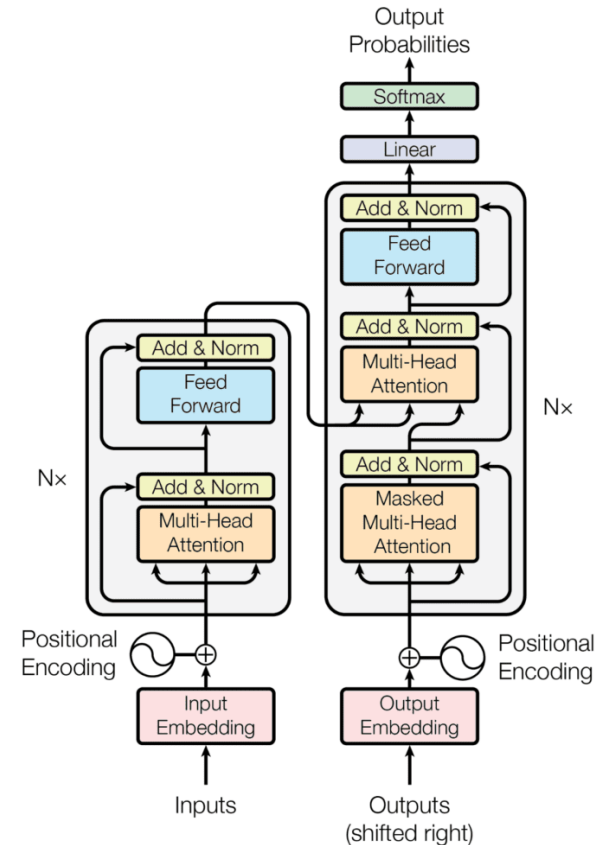 Output
Probabilities
Softmax
Linear
Add & Norm
Feed
Forward
Add & Norm
Multi-Head
Attention
Add & Norm
Masked
Multi-Head
Attention
N×
Add & Norm
Feed
Forward
Add & Norm
Multi-Head
Attention
N×
Positional
Encoding
Positional
Encoding
Input
Embedding
Output
Embedding
Inputs
Outputs
(shifted right)